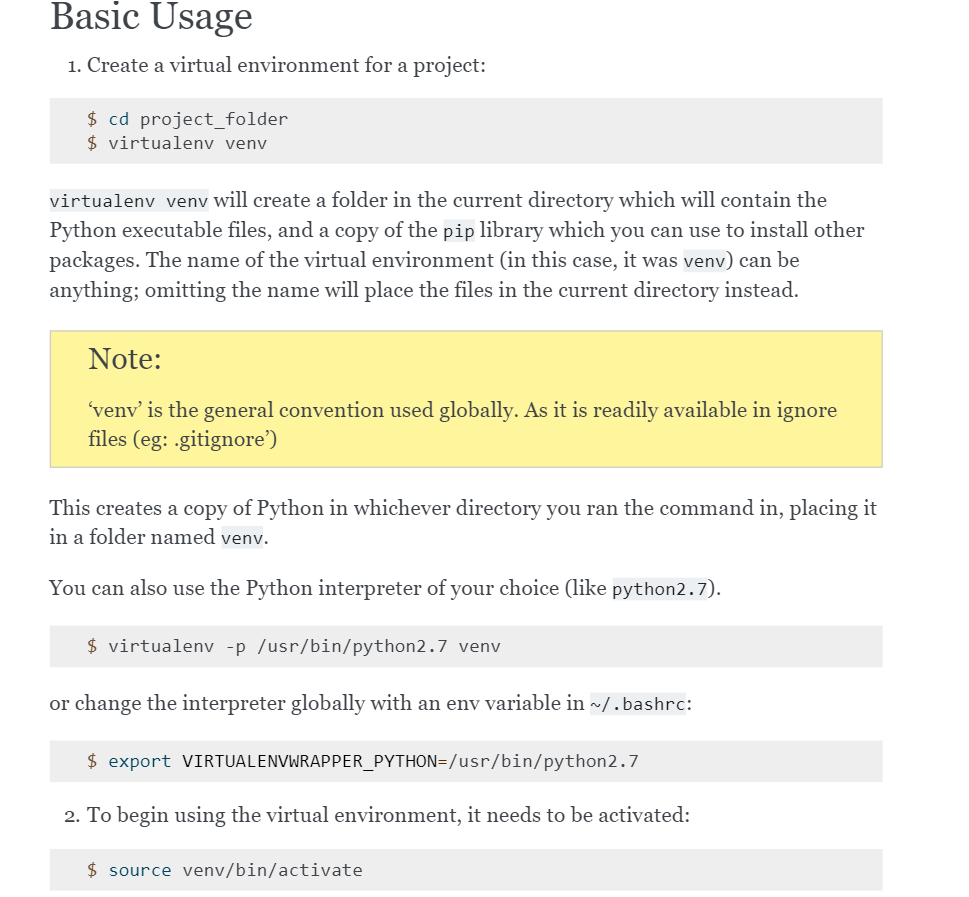 Basic Usage
1. Create a virtual environment for a project:
$ cd project_folder
$ virtualenv venv
virtualenv venv will create a folder in the current directory which will contain the
Python executable files, and a copy of the pip library which you can use to install other
packages. The name of the virtual environment (in this case, it was venv) can be
anything; omitting the name will place the files in the current directory instead.
Note:
‘venv’ is the general convention used globally. As it is readily available in ignore
files (eg: .gitignore’)
This creates a copy of Python in whichever directory you ran the command in, placing it
in a folder named venv.
You can also use the Python interpreter of your choice (like python2.7).
$ virtualenv -p /usr/bin/python2.7 venv
or change the interpreter globally with an env variable in ~/.bashrc:
$ export VIRTUALENVWRAPPER_PYTHON=/usr/bin/python2.7
2. To begin using the virtual environment, it needs to be activated:
$ source venv/bin/activate